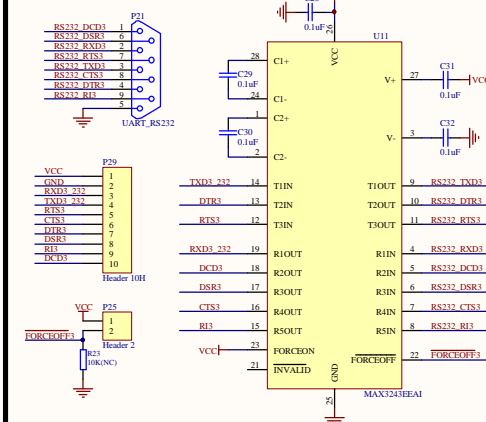 P21
RS232_DCD3 1
RS232_DSR3 6
RS232_RXD3 2
RS232_RTS3 7
RS232_TXD3 3
RS232_CTS3 8
RS232_DTR3 4
RS232_RI3 9
5
UART_RS232
P29
VCC 1
GND 2
RXD3_232 3
TXD3_232 4
RTS3 5
CTS3 6
DTR3 7
DSR3 8
RI3 9
DCD3 10
Header 10H
P25
VCC 1
FORCEOFF3 2
Header 2
R23
10K(NC)
0.1uF
26
U11
VCC
28 C1+
C29
0.1uF
24 C1-
1 C2+
C30
0.1uF
2 C2-
V+ 27
C31
0.1uF
VCC
V- 3
C32
0.1uF
TXD3_232 14 T1IN T1OUT 9 RS232_TXD3
DTR3 13 T2IN T2OUT 10 RS232_DTR3
RTS3 12 T3IN T3OUT 11 RS232_RTS3
RXD3_232 19 R1OUT R1IN 4 RS232_RXD3
DCD3 18 R2OUT R2IN 5 RS232_DCD3
DSR3 17 R3OUT R3IN 6 RS232_DSR3
CTS3 16 R4OUT R4IN 7 RS232_CTS3
RI3 15 R5OUT R5IN 8 RS232_RI3
VCC 23 FORCEON
FORCEOFF 22 FORCEOFF3
21 INVALID
GND
25
MAX3243EEAI